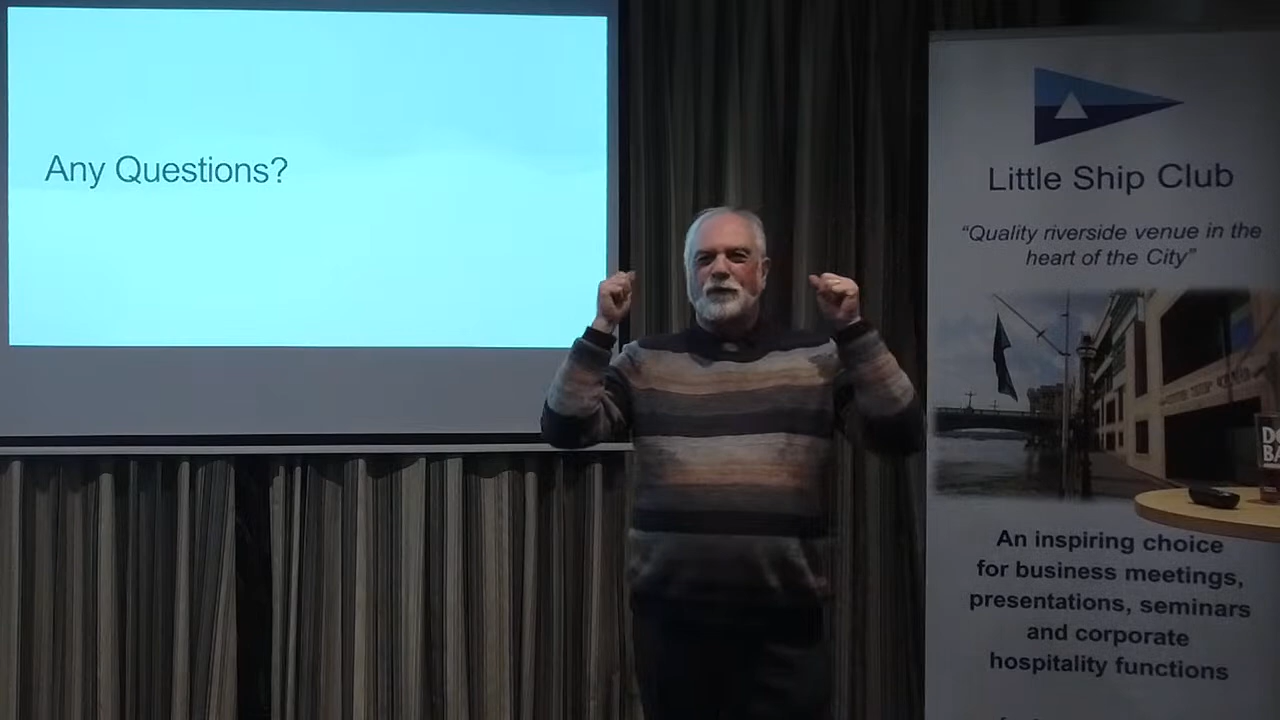 Any Questions?
Little Ship Club
“Quality riverside venue in the
heart of the City”
An inspiring choice
for business meetings,
presentations, seminars
and corporate
hospitality functions